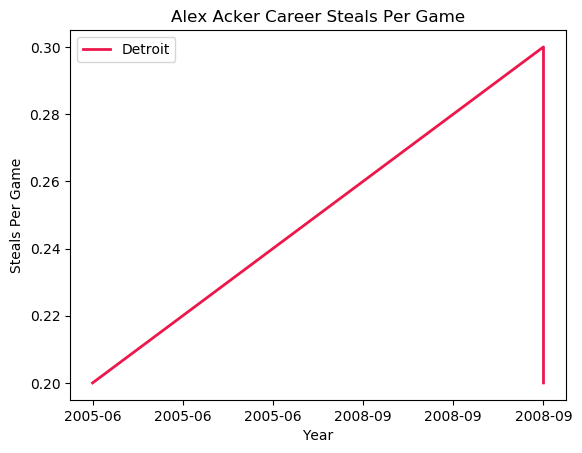 Alex Acker Career Steals Per Game
Detroit
0.30
0.28
0.26
0.24
0.22
0.20
Steals Per Game
2005-06 2005-06 2005-06 2008-09 2008-09 2008-09
Year